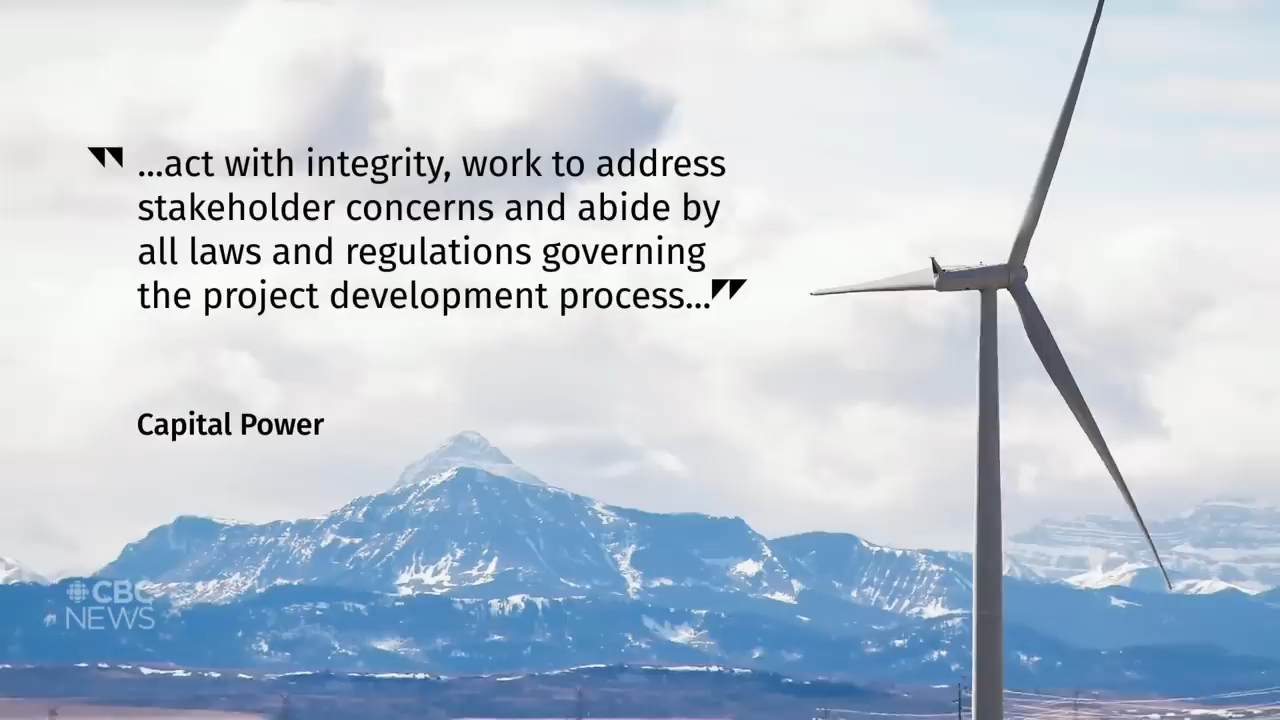 ...act with integrity, work to address
stakeholder concerns and abide by
all laws and regulations governing
the project development process...
Capital Power
CBC
NEWS